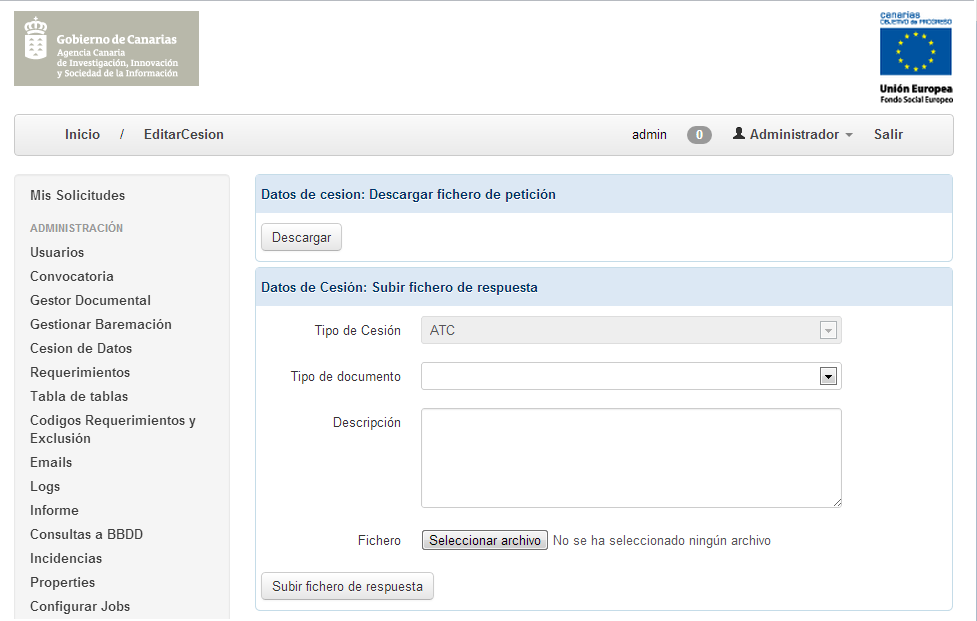 Gobierno de Canarias
Agencia Canaria
de Investigación, Innovación
y Sociedad de la Información
canarias
OBJETIVO de PROGRESO
Unión Europea
Fondo Social Europeo
Inicio / EditarCesion
admin 0 Administrador Salir
Mis Solicitudes
ADMINISTRACIÓN
Usuarios
Convocatoria
Gestor Documental
Gestionar Baremación
Cesion de Datos
Requerimientos
Tabla de tablas
Codigos Requerimientos y
Exclusión
Emails
Logs
Informe
Consultas a BBDD
Incidencias
Properties
Configurar Jobs
Datos de cesion: Descargar fichero de petición
Descargar
Datos de Cesión: Subir fichero de respuesta
Tipo de Cesión ATC
Tipo de documento
Descripción
Fichero Seleccionar archivo No se ha seleccionado ningún archivo
Subir fichero de respuesta